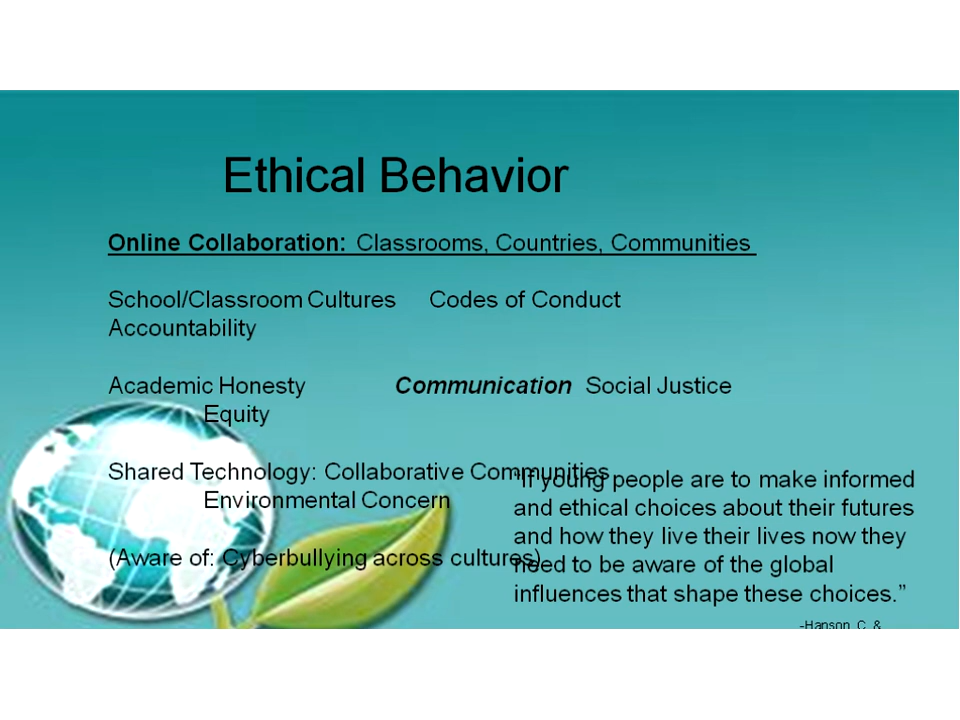 Ethical Behavior
Online Collaboration: Classrooms, Countries, Communities
School/Classroom Cultures Codes of Conduct
Accountability
Academic Honesty Communication Social Justice
Equity
Shared Technology: Collaborative Communities
Environmental Concern
(Aware of: Cyberbullying across cultures)
"If young people are to make informed
and ethical choices about their futures
and how they live their lives now they
need to be aware of the global
influences that shape these choices."
-Hanson, C. &